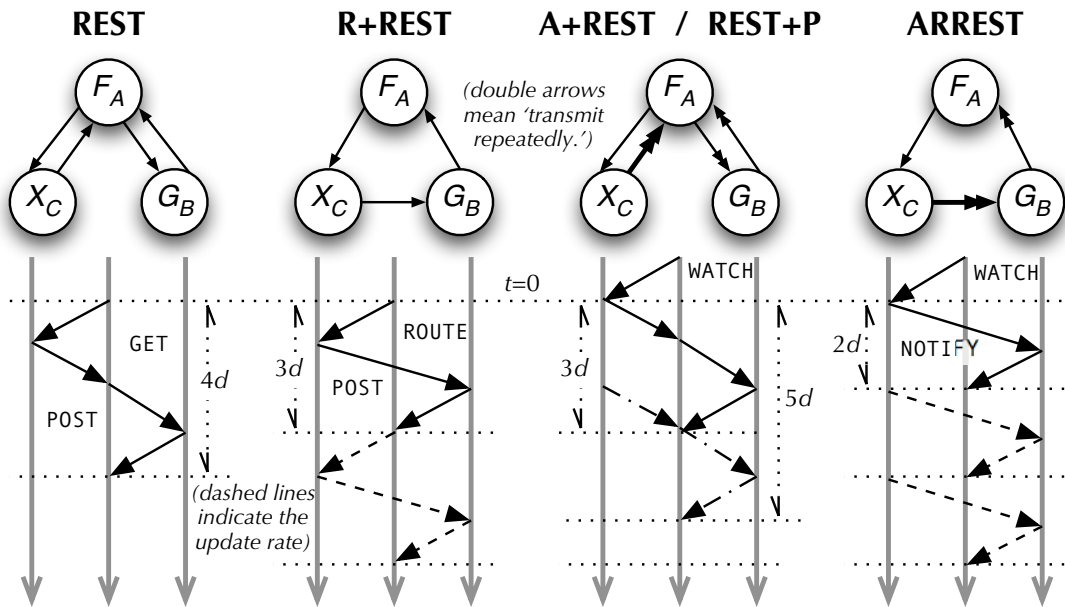 REST
R+REST
A+REST / REST+P
ARREST
F_A
X_C
G_B
F_A
X_C
G_B
(double arrows
mean ‘transmit
repeatedly.’)
F_A
X_C
G_B
F_A
X_C
G_B
t=0
GET
POST
4d
(dashed lines
indicate the
update rate)
3d
ROUTE
POST
WATCH
3d
5d
WATCH
2d
NOTIFY